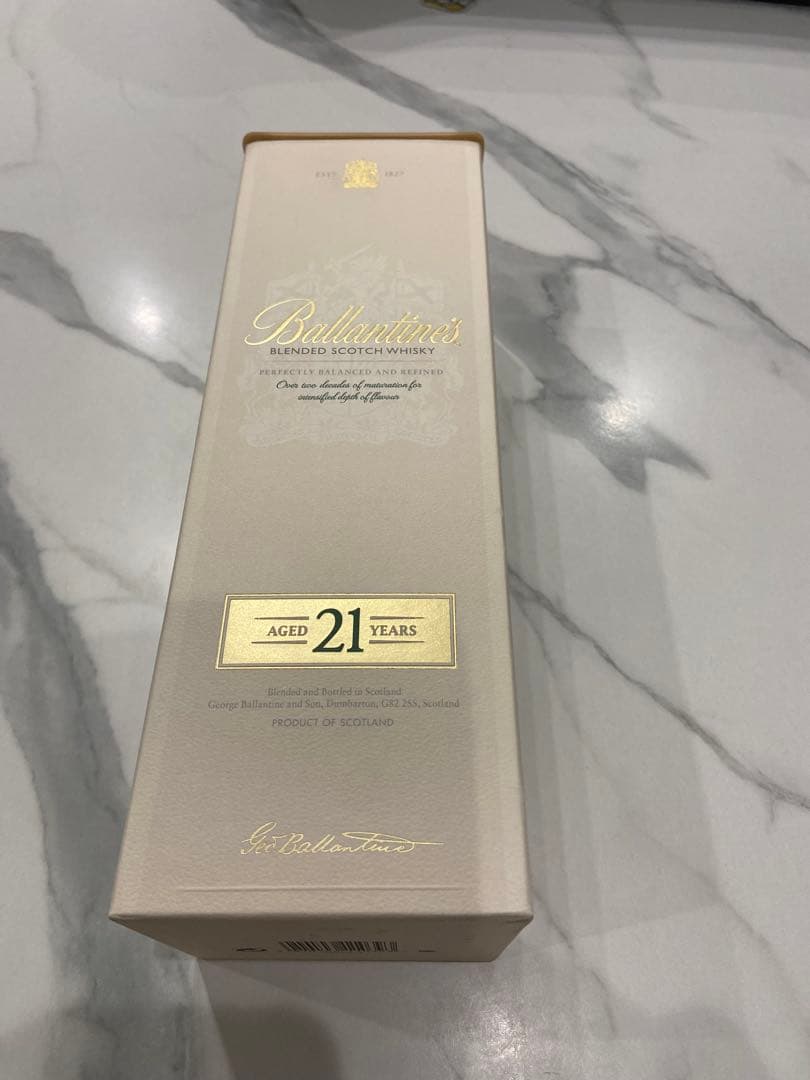 ESTD 1827
Ballantine's
BLENDED SCOTCH WHISKY
PERFECTLY BALANCED AND REFINED
Over two decades of maturation for
intensified depth of flavour
AGED 21 YEARS
Blended and Bottled in Scotland
George Ballantine and Son, Dumbarton, G82 2SS, Scotland
PRODUCT OF SCOTLAND
Geo Ballantine